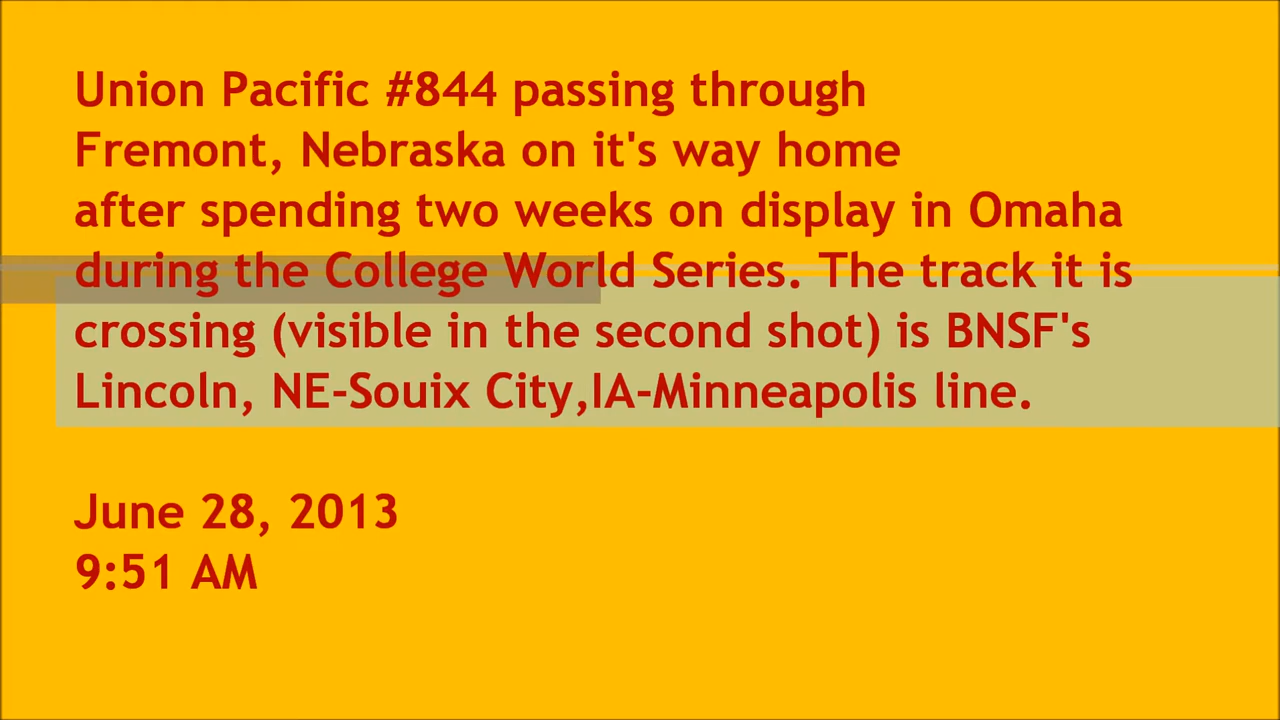 Union Pacific #844 passing through
Fremont, Nebraska on it's way home
after spending two weeks on display in Omaha
during the College World Series. The track it is
crossing (visible in the second shot) is BNSF's
Lincoln, NE-Souix City,IA-Minneapolis line.
June 28, 2013
9:51 AM